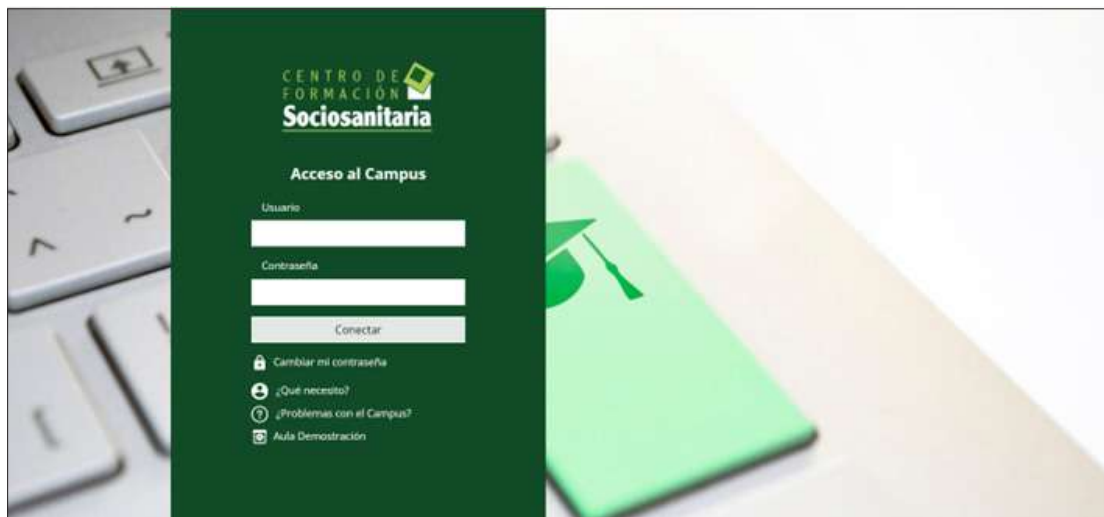 CENTRO DE
FORMACIÓN
Sociosanitaria
Acceso al Campus
Usuario
Contraseña
Conectar
Cambiar mi contraseña
¿Qué necesito?
¿Problemas con el Campus?
Aula Demostración